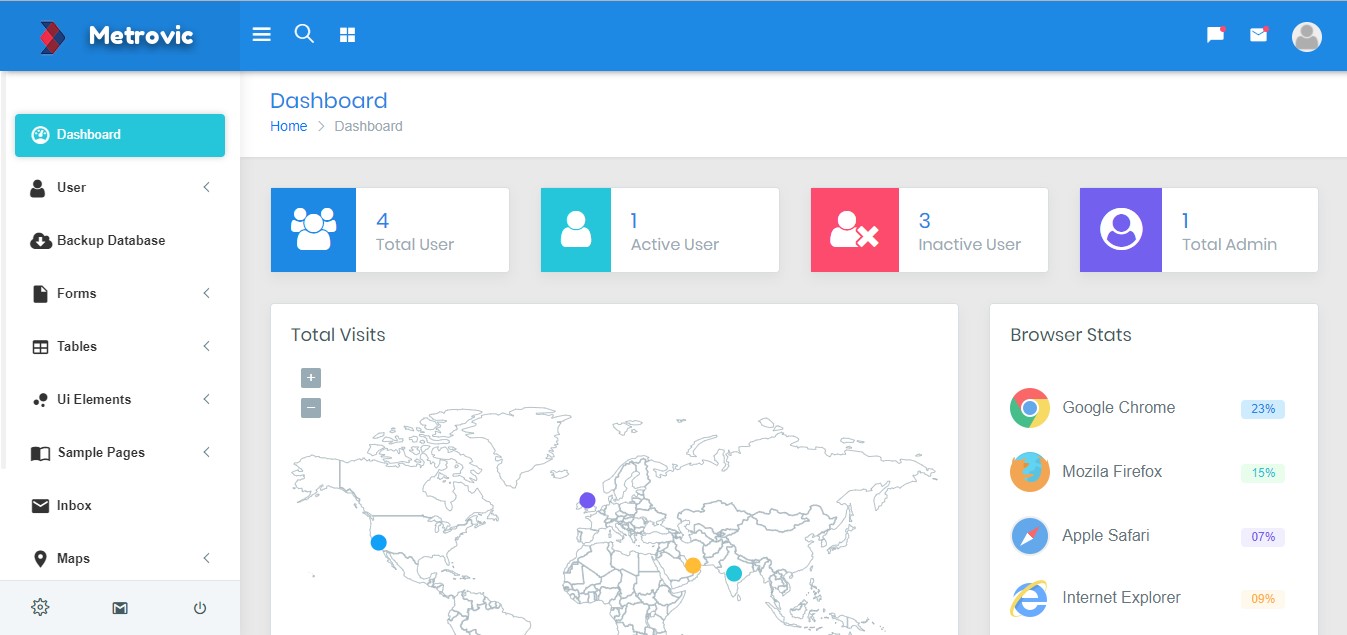 Metrovic
Dashboard
Home > Dashboard
Dashboard
User
Backup Database
Forms
Tables
Ui Elements
Sample Pages
Inbox
Maps
4
Total User
1
Active User
3
Inactive User
1
Total Admin
Total Visits
+
−
Browser Stats
Google Chrome 23%
Mozila Firefox 15%
Apple Safari 07%
Internet Explorer 09%